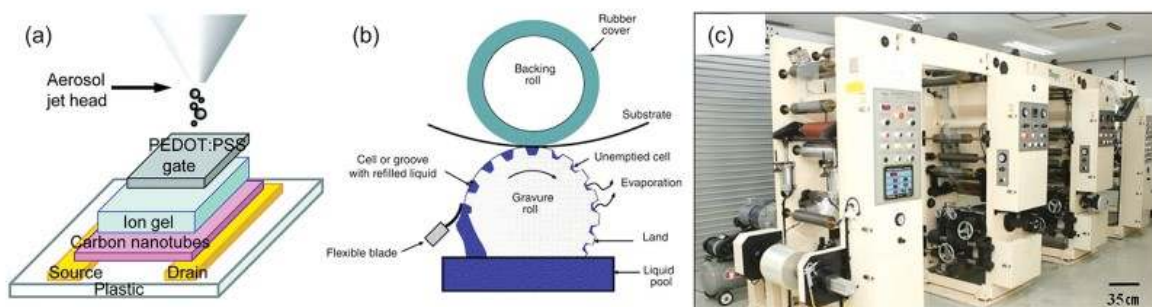 (a)
Aerosol
jet head
PEDOT:PSS
gate
Ion gel
Carbon nanotubes
Source
Drain
Plastic
(b)
Rubber
cover
Backing
roll
Substrate
Cell or groove
with refilled liquid
Unemptied cell
Evaporation
Gravure
roll
Flexible blade
Land
Liquid
pool
(c)
35cm